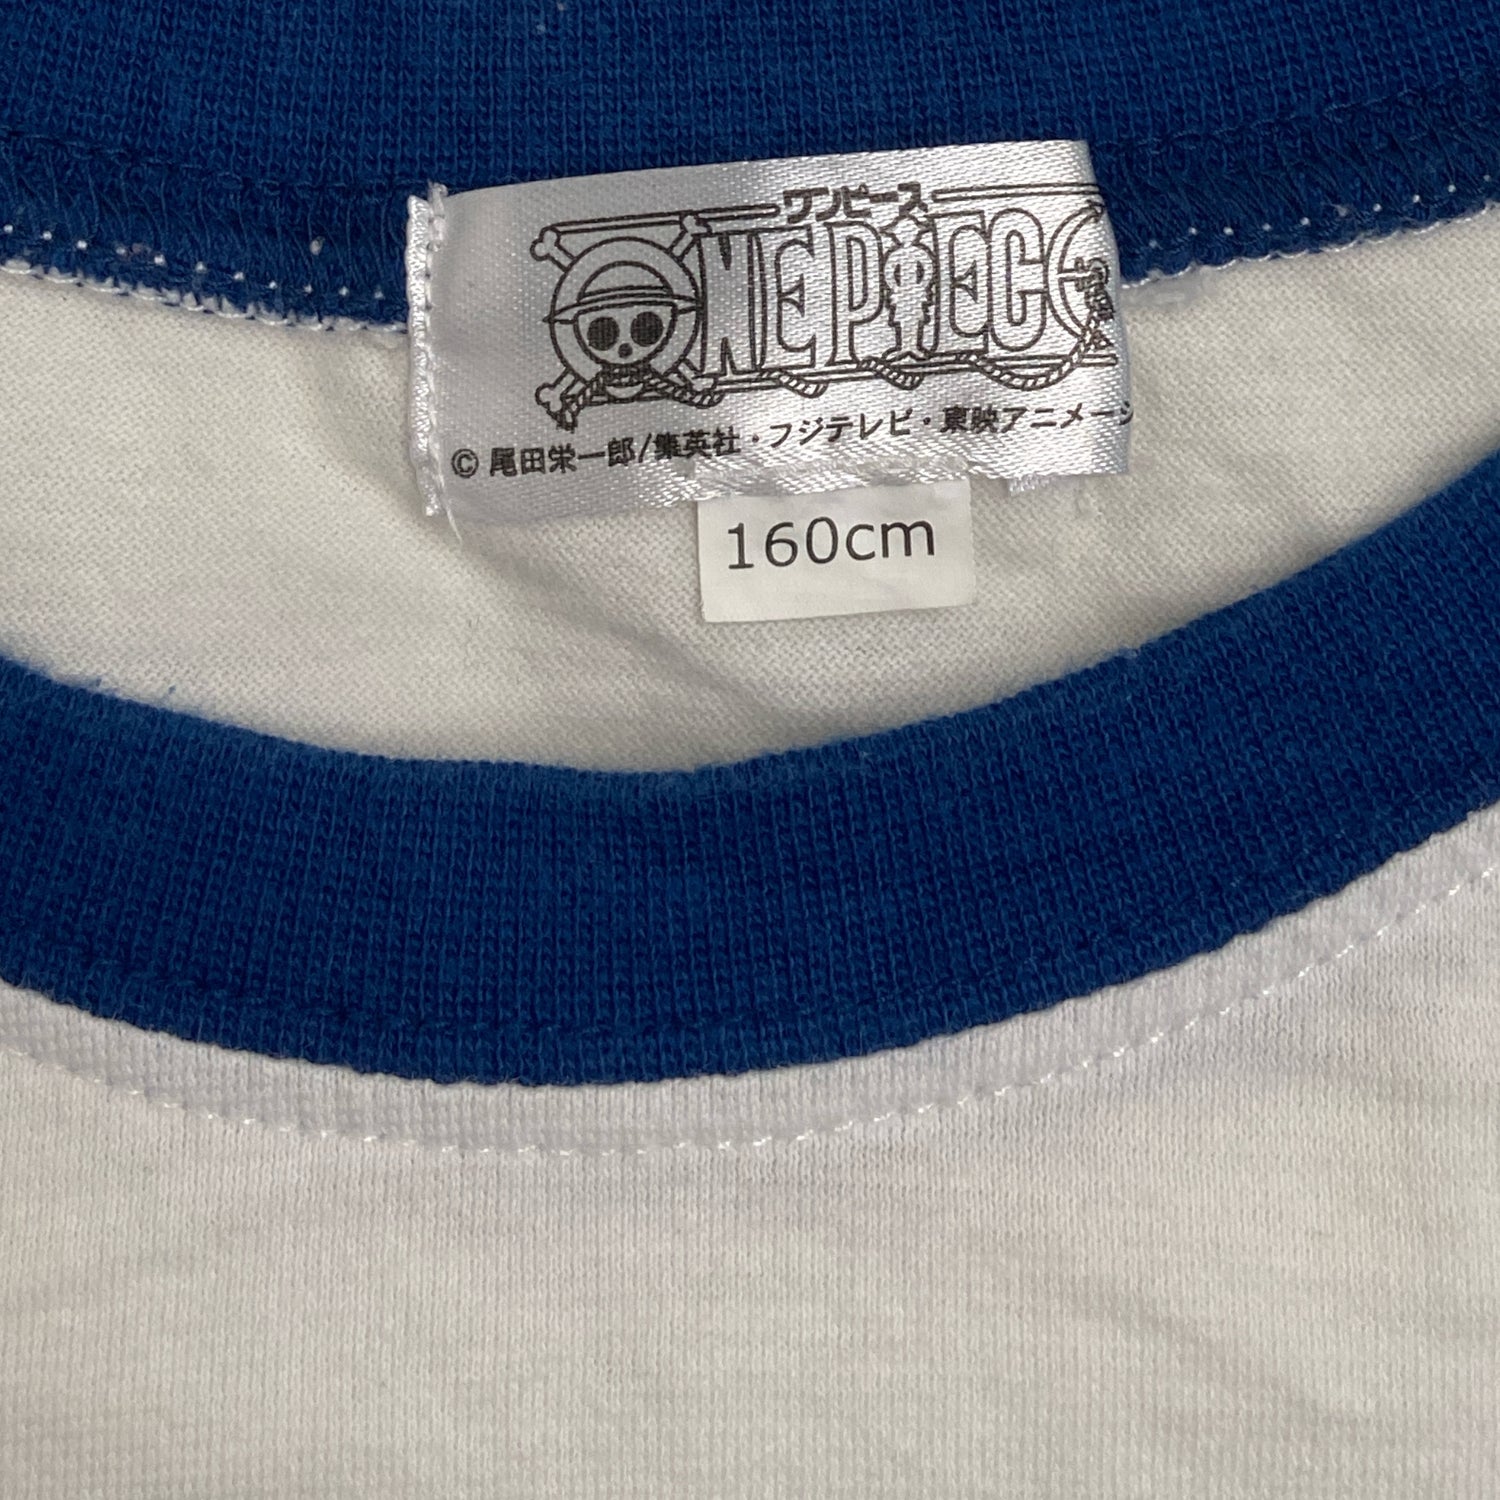 ワンピース
ONE PIECE
© 尾田栄一郎/集英社・フジテレビ・東映アニメーシ
160cm